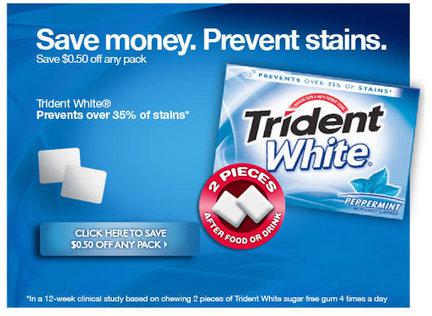 Save money. Prevent stains.
Save $0.50 off any pack
Trident White®
Prevents over 35% of stains*
PREVENTS OVER 35% OF STAINS*
Trident
White®
PEPPERMINT
2 PIECES
AFTER FOOD OR DRINK
CLICK HERE TO SAVE
$0.50 OFF ANY PACK
*In a 12-week clinical study based on chewing 2 pieces of Trident White sugar free gum 4 times a day